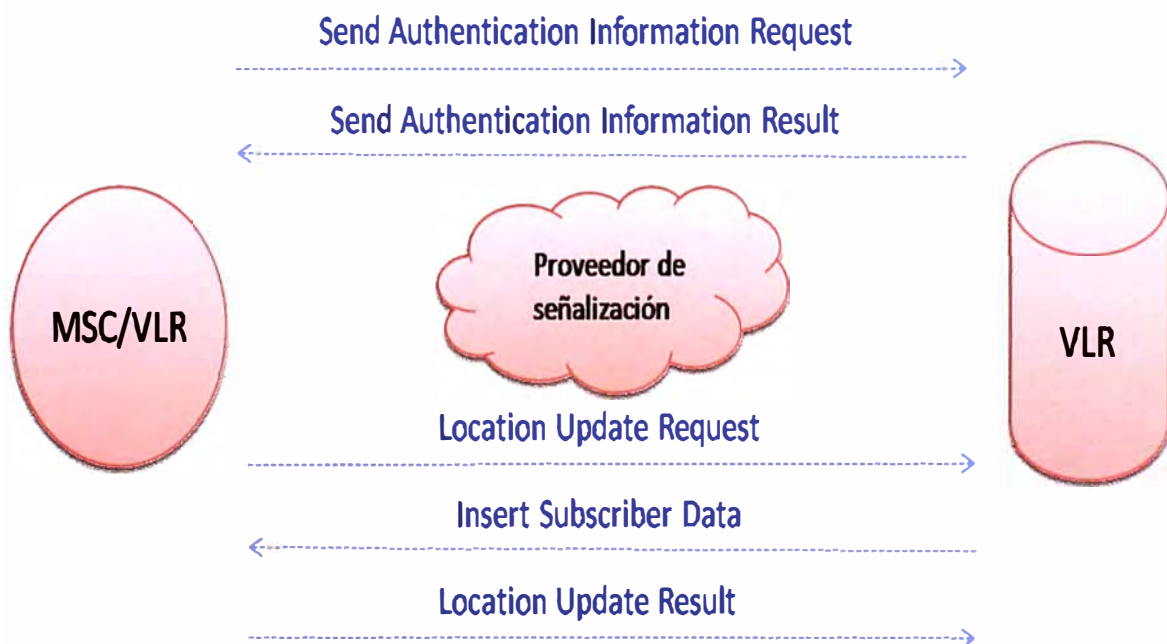 Send Authentication Information Request
Send Authentication Information Result
Proveedor de
señalización
MSC/VLR
VLR
Location Update Request
Insert Subscriber Data
Location Update Result